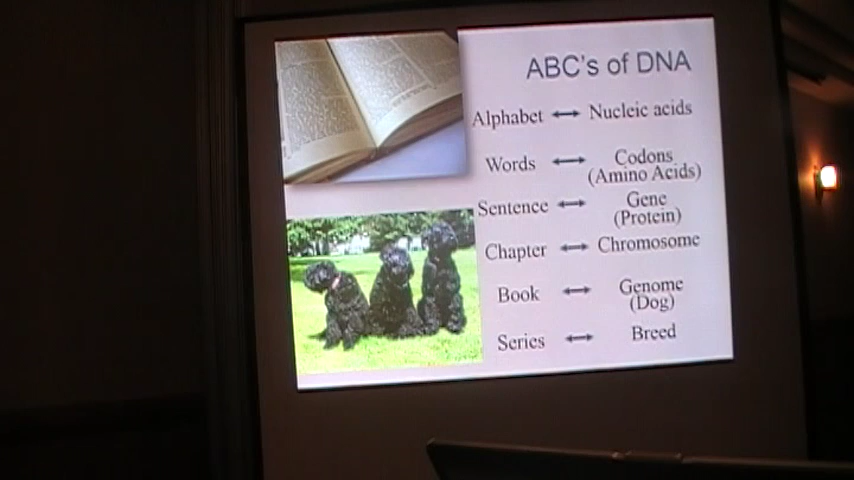 ABC's of DNA
Alphabet ↔ Nucleic acids
Words ↔ Codons
(Amino Acids)
Sentence ↔ Gene
(Protein)
Chapter ↔ Chromosome
Book ↔ Genome
(Dog)
Series ↔ Breed